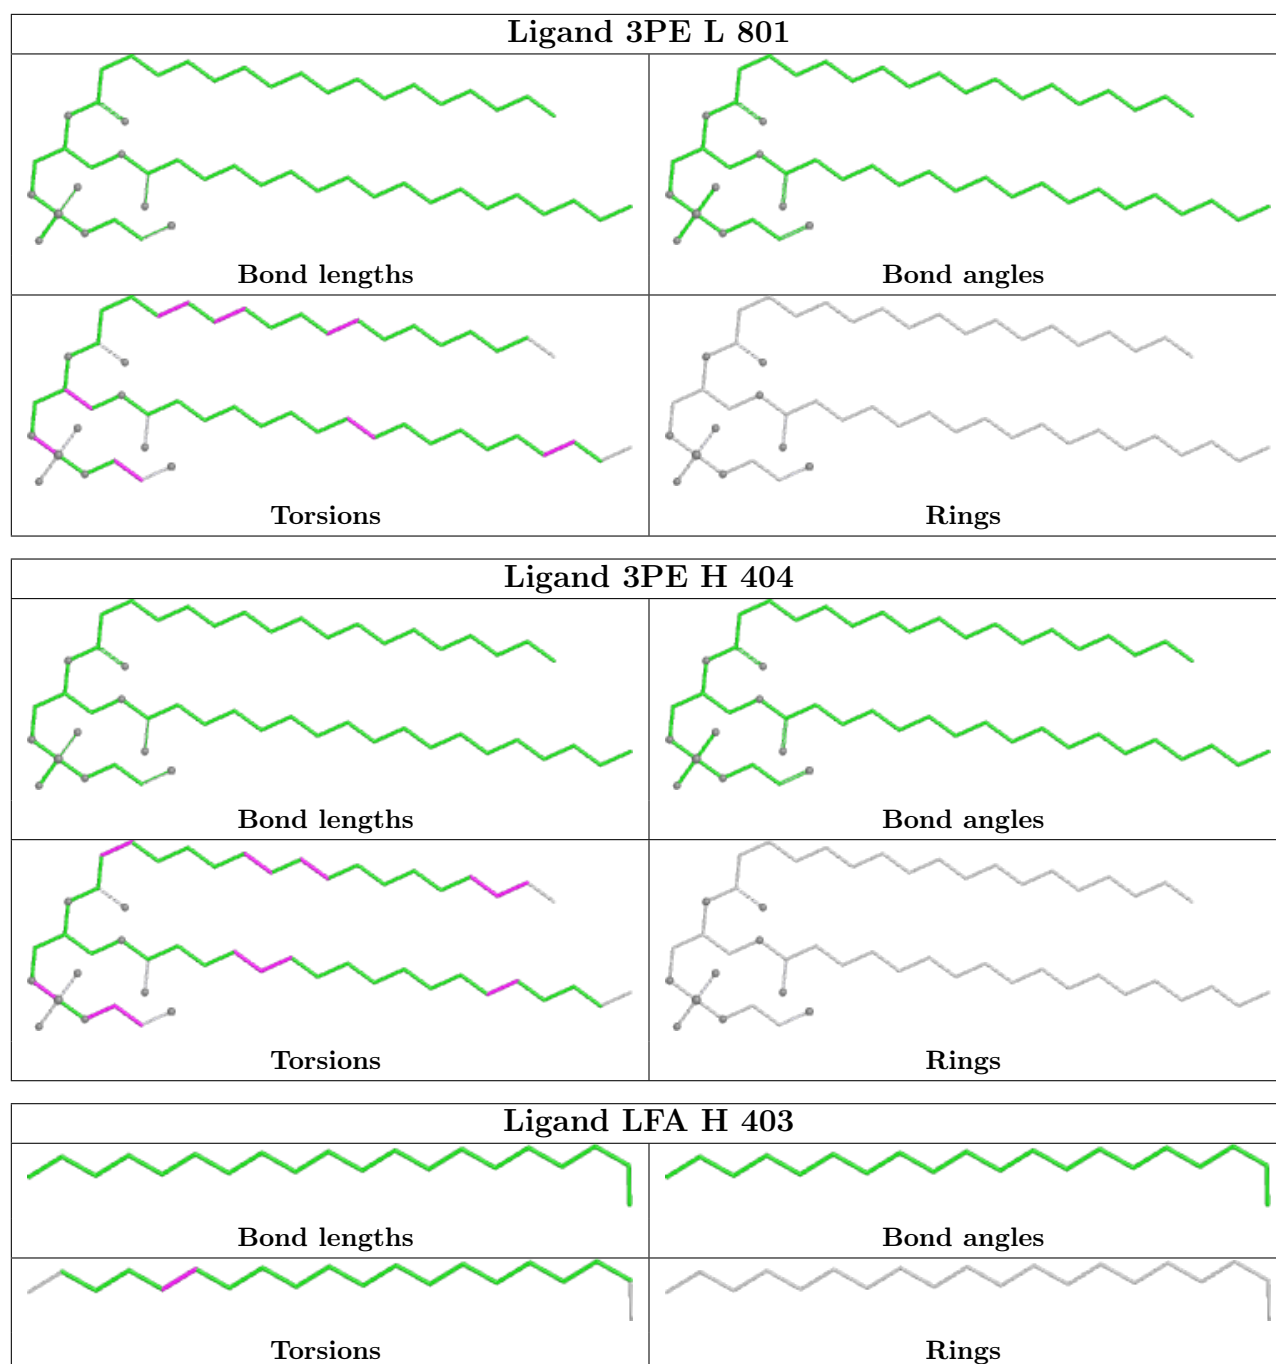 Ligand 3PE L 801
Bond lengths
Bond angles
Torsions
Rings
Ligand 3PE H 404
Bond lengths
Bond angles
Torsions
Rings
Ligand LFA H 403
Bond lengths
Bond angles
Torsions
Rings